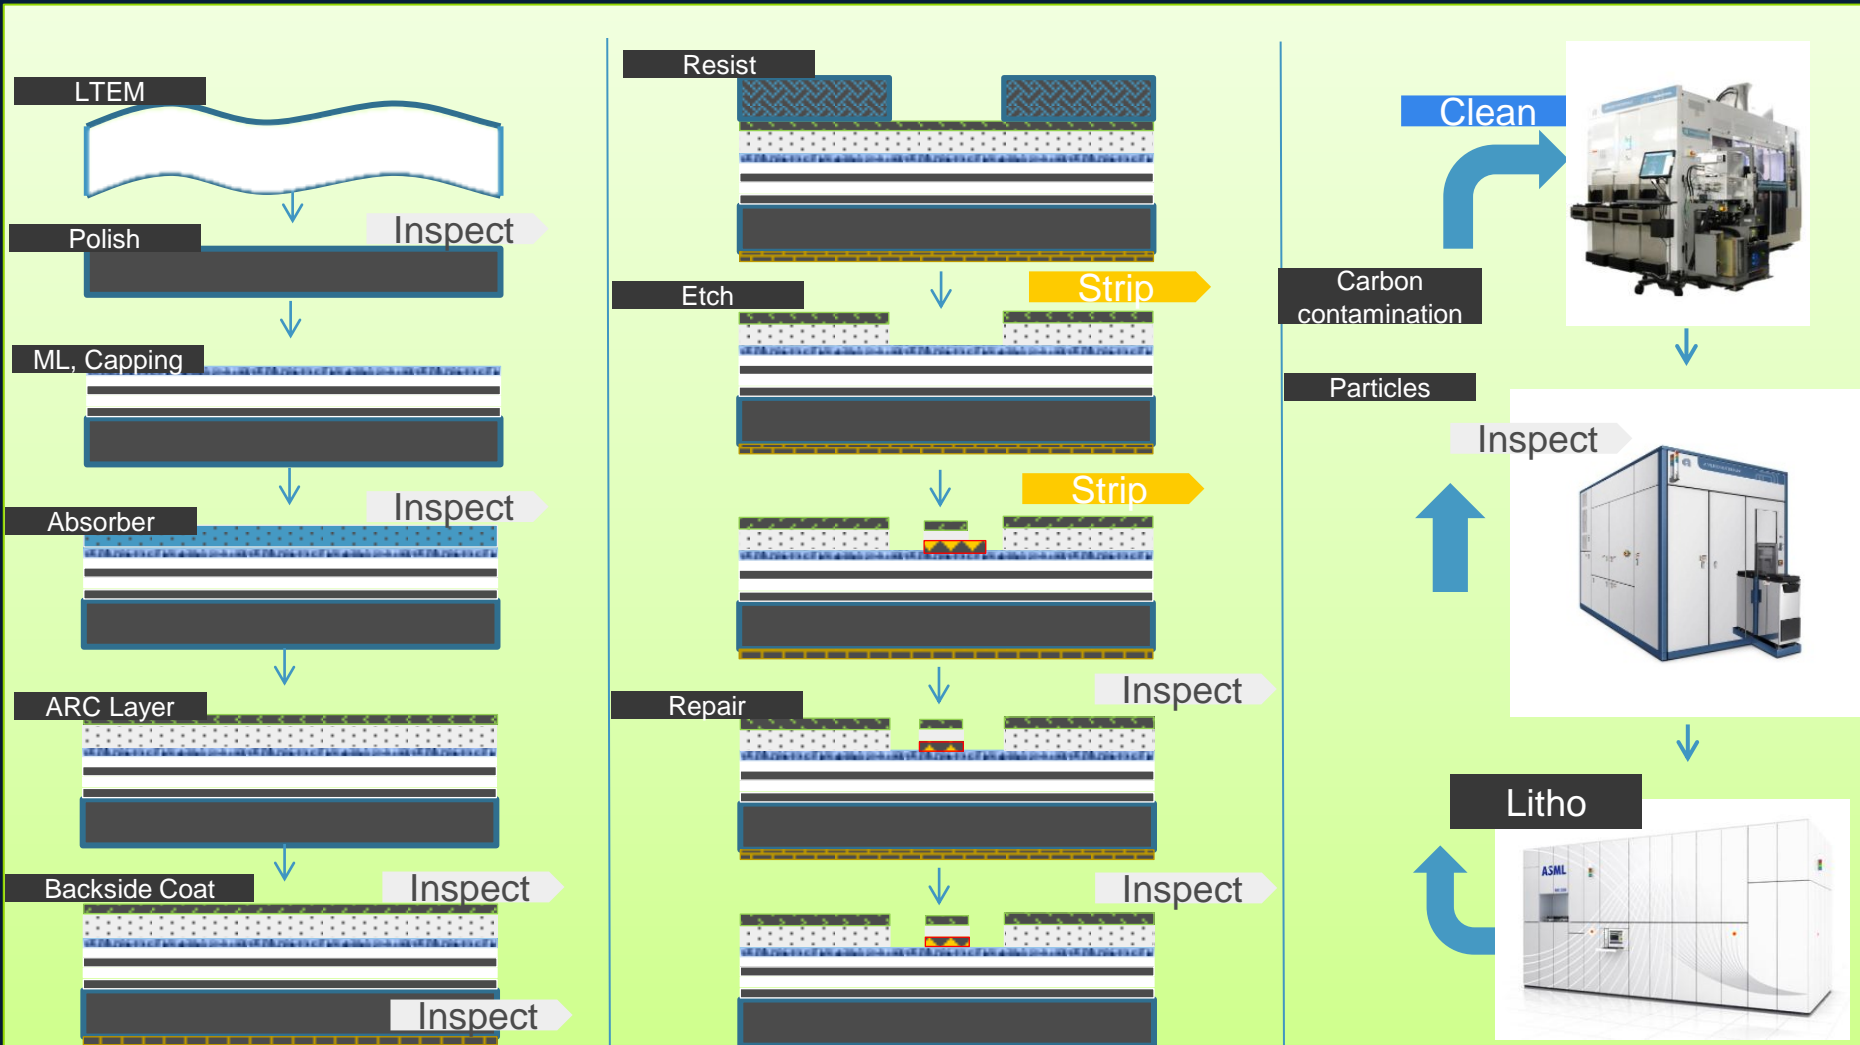 LTEM
Polish
Inspect
ML, Capping
Inspect
Absorber
ARC Layer
Backside Coat
Inspect
Inspect
Resist
Etch
Strip
Strip
Repair
Inspect
Inspect
Clean
Carbon
contamination
Particles
Inspect
Litho
ASML